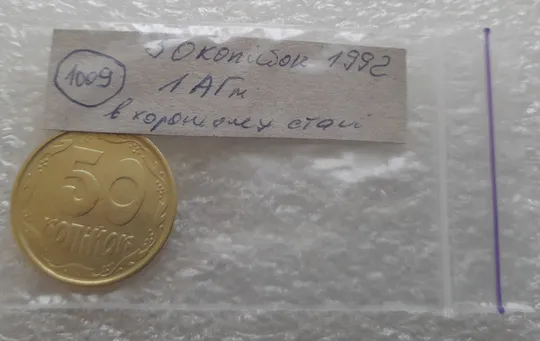 50 копійок 1992
1009
1АГм
в хорошому стані
50
КОПІЙОК